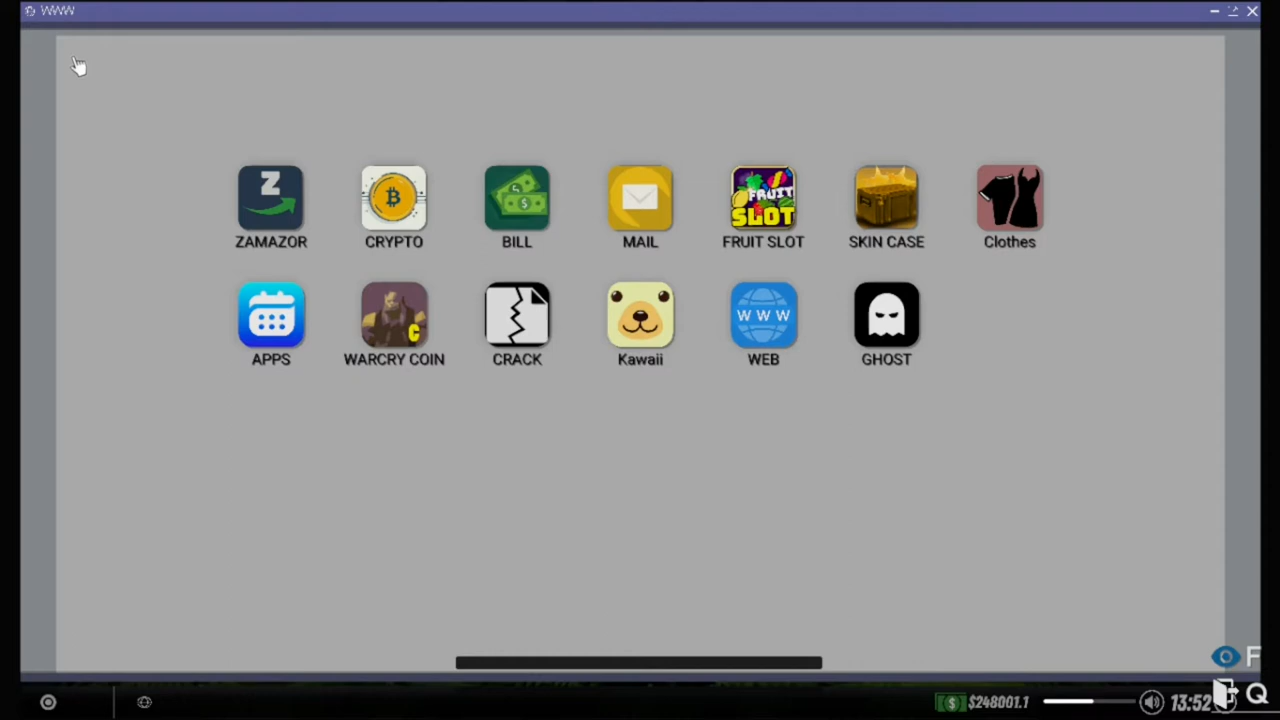 WWW
Z
ZAMAZOR
CRYPTO
BILL
MAIL
FRUIT
SLOT
FRUIT SLOT
SKIN CASE
Clothes
APPS
C
WARCRY COIN
CRACK
Kawaii
WWW
WEB
GHOST
F
$248001.1
13:52
Q